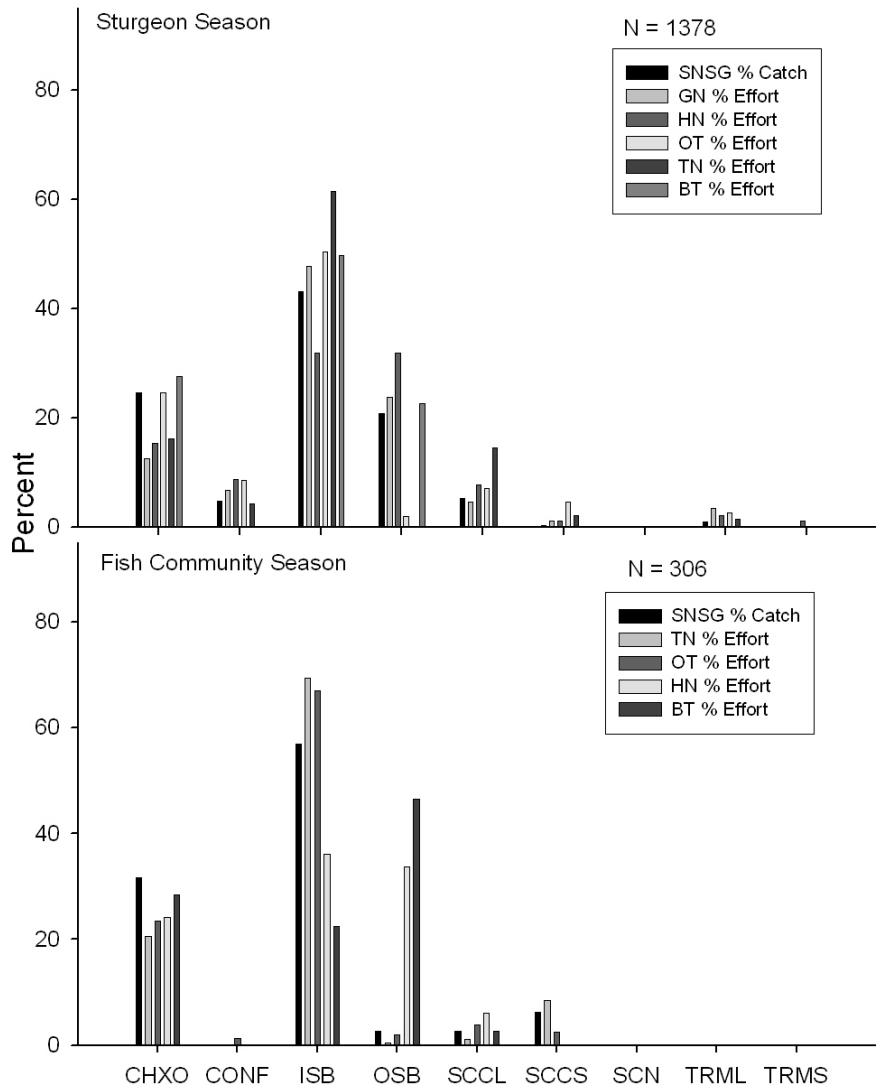 Sturgeon Season
N = 1378
SNSG % Catch
GN % Effort
HN % Effort
OT % Effort
TN % Effort
BT % Effort
80
60
40
20
0
Percent
Fish Community Season
N = 306
SNSG % Catch
TN % Effort
OT % Effort
HN % Effort
BT % Effort
80
60
40
20
0
CHXO CONF ISB OSB SCCL SCCS SCN TRML TRMS